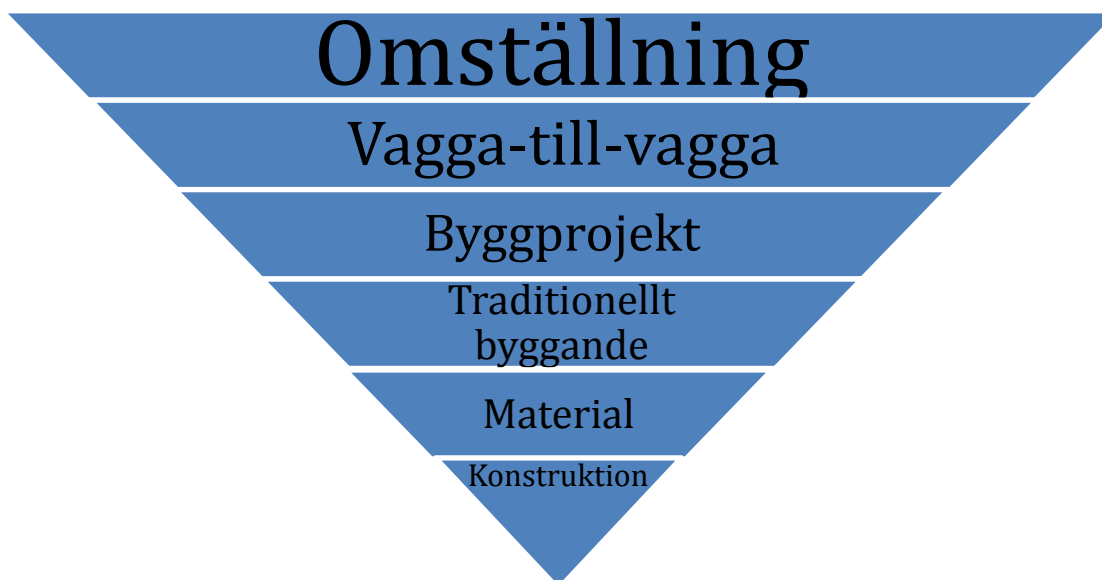 Omställning
Vagga-till-vagga
Byggprojekt
Traditionellt
byggande
Material
Konstruktion